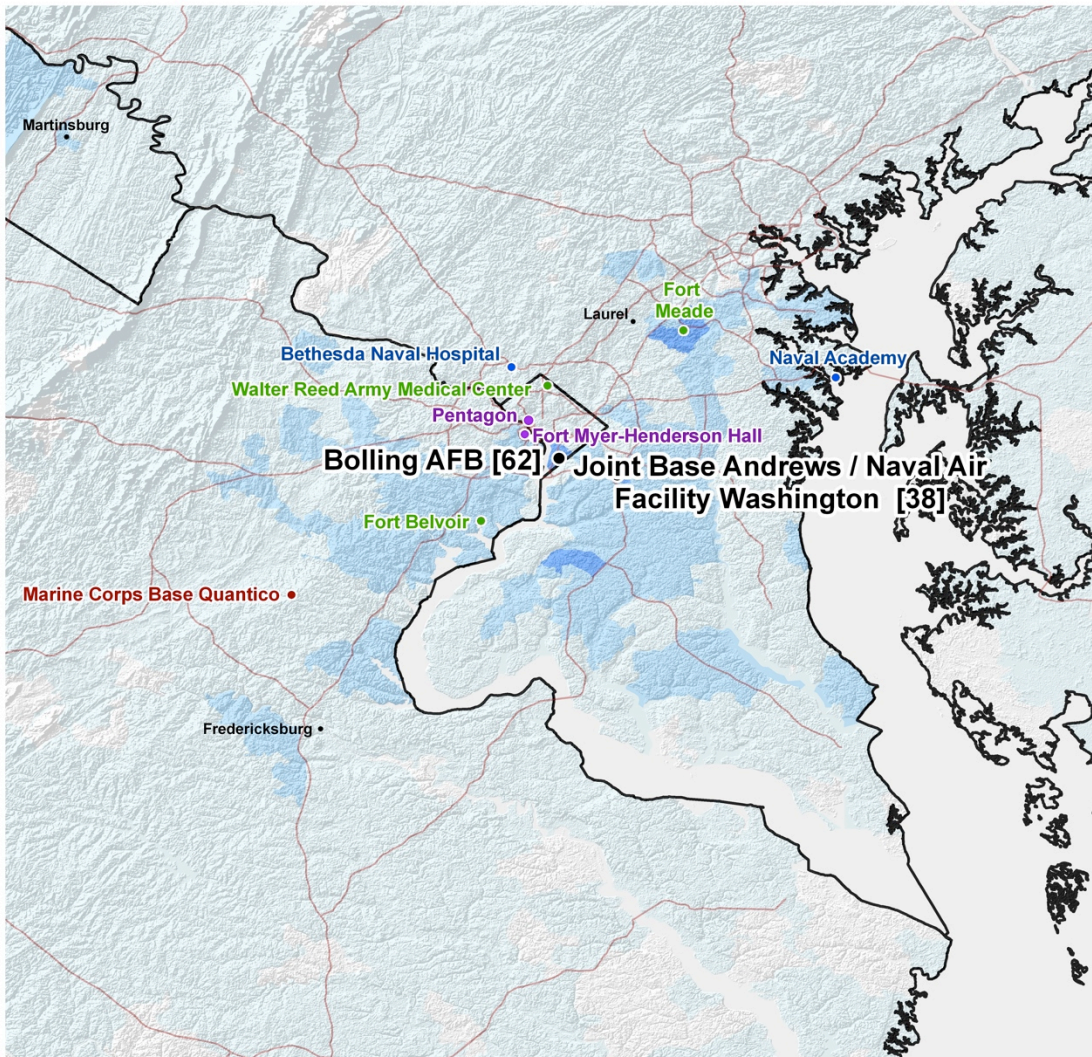 Martinsburg
Fort
Meade
Laurel
Bethesda Naval Hospital
Naval Academy
Walter Reed Army Medical Center
Pentagon
Fort Myer-Henderson Hall
Bolling AFB [62]
Joint Base Andrews / Naval Air
Facility Washington [38]
Fort Belvoir
Marine Corps Base Quantico
Fredericksburg